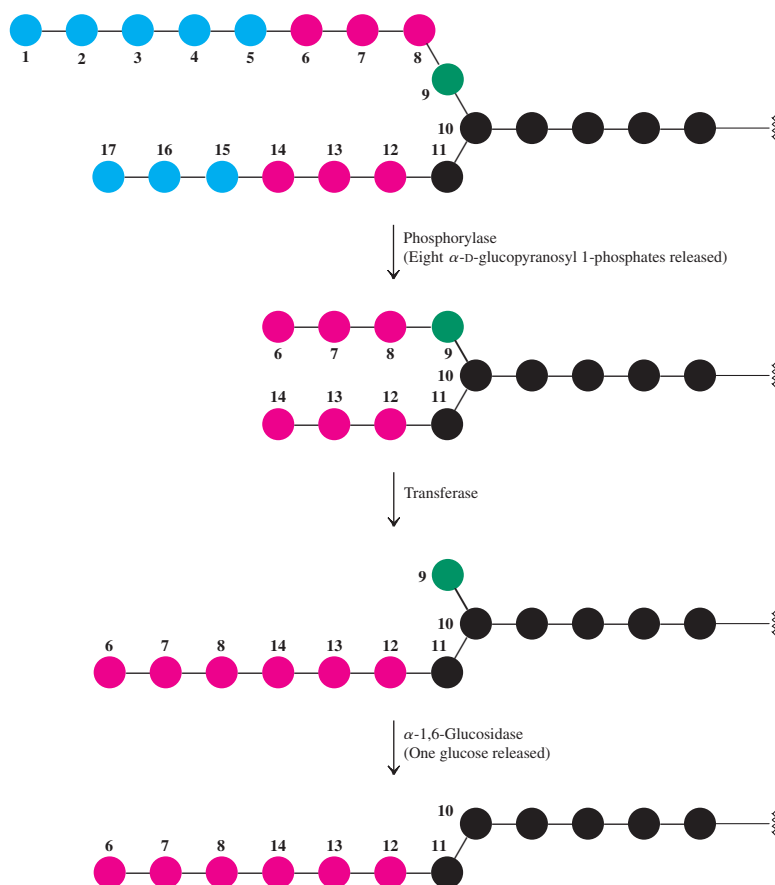 1 2 3 4 5 6 7 8
9
10
17 16 15 14 13 12 11
Phosphorylase
(Eight α-D-glucopyranosyl 1-phosphates released)
6 7 8 9
10
14 13 12 11
Transferase
9
10
6 7 8 14 13 12 11
α-1,6-Glucosidase
(One glucose released)
10
6 7 8 14 13 12 11